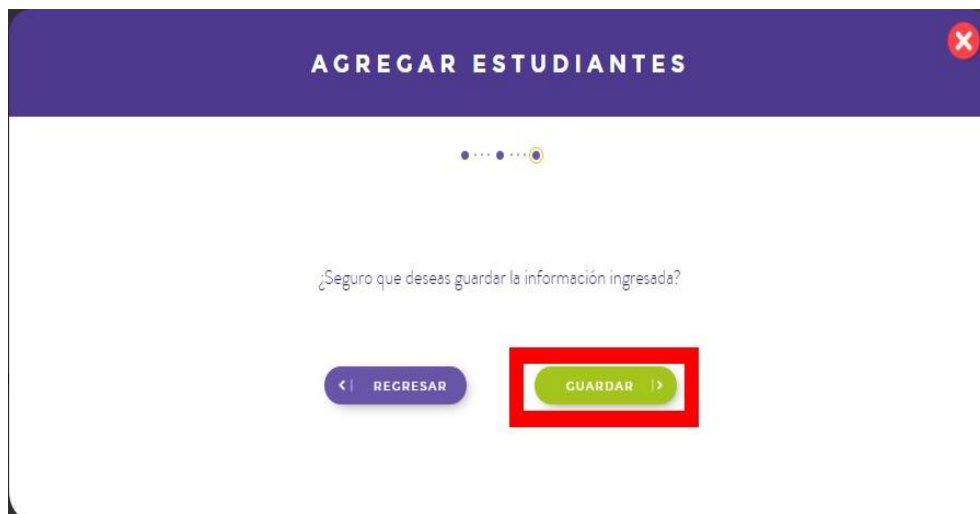 AGREGAR ESTUDIANTES
¿Seguro que deseas guardar la información ingresada?
REGRESAR
GUARDAR